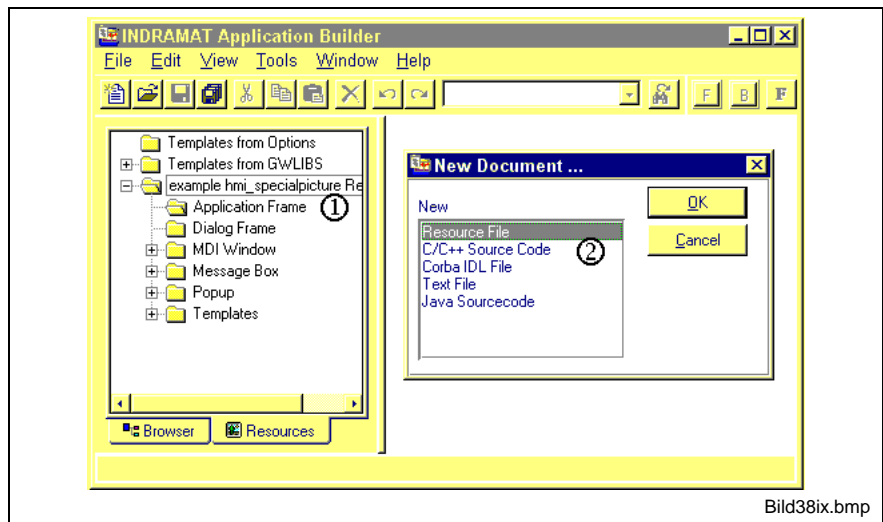 INDRAMAT Application Builder
File Edit View Tools Window Help
F B F
Templates from Options
Templates from GWLIBS
example hmi_specialpicture Re
Application Frame ①
Dialog Frame
MDI Window
Message Box
Popup
Templates
Browser Resources
New Document ...
New
Resource File
C/C++ Source Code ②
Corba IDL File
Text File
Java Sourcecode
OK
Cancel
Bild38ix.bmp